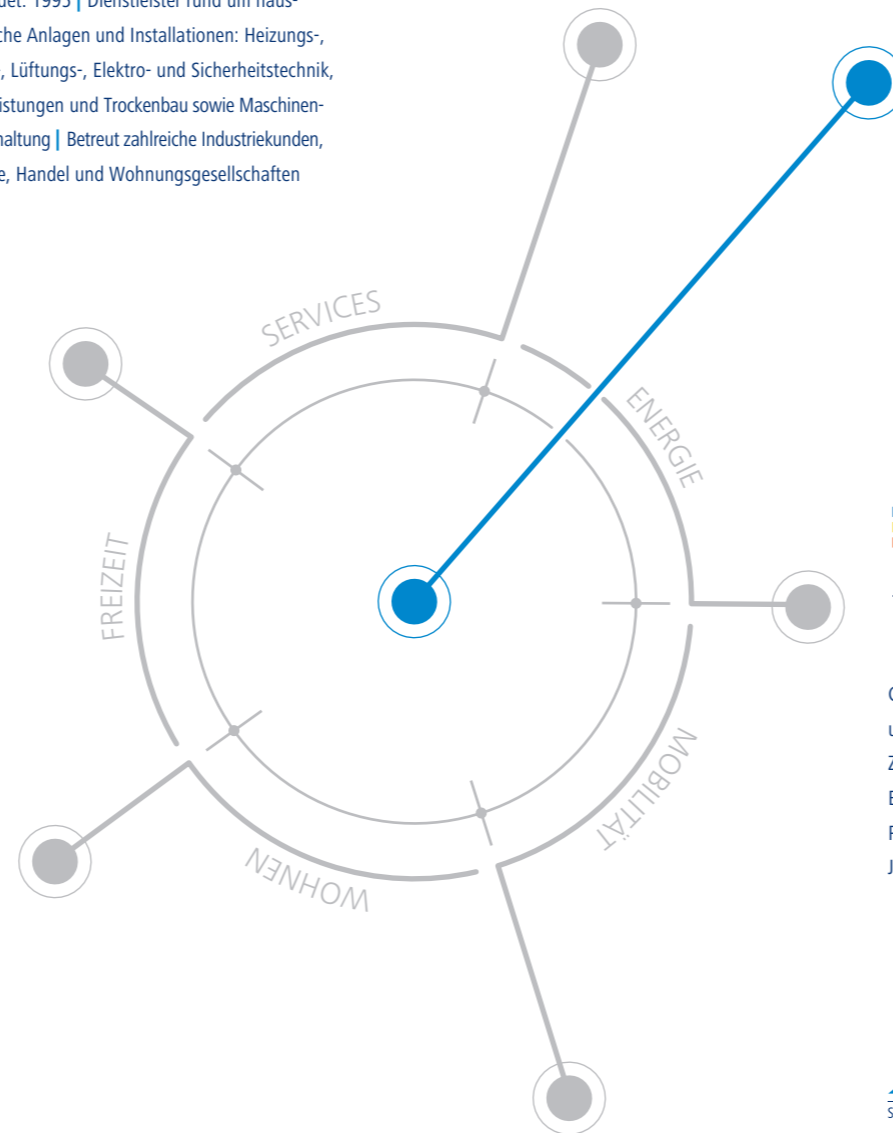 Dienstleister rund um haus-
che Anlagen und Installationen: Heizungs-,
Lüftungs-, Elektro- und Sicherheitstechnik,
istungen und Trockenbau sowie Maschinen-
haltung | Betreut zahlreiche Industriekunden,
e, Handel und Wohnungsgesellschaften
SERVICES
ENERGIE
FREIZEIT
MOBILITÄT
WOHNEN